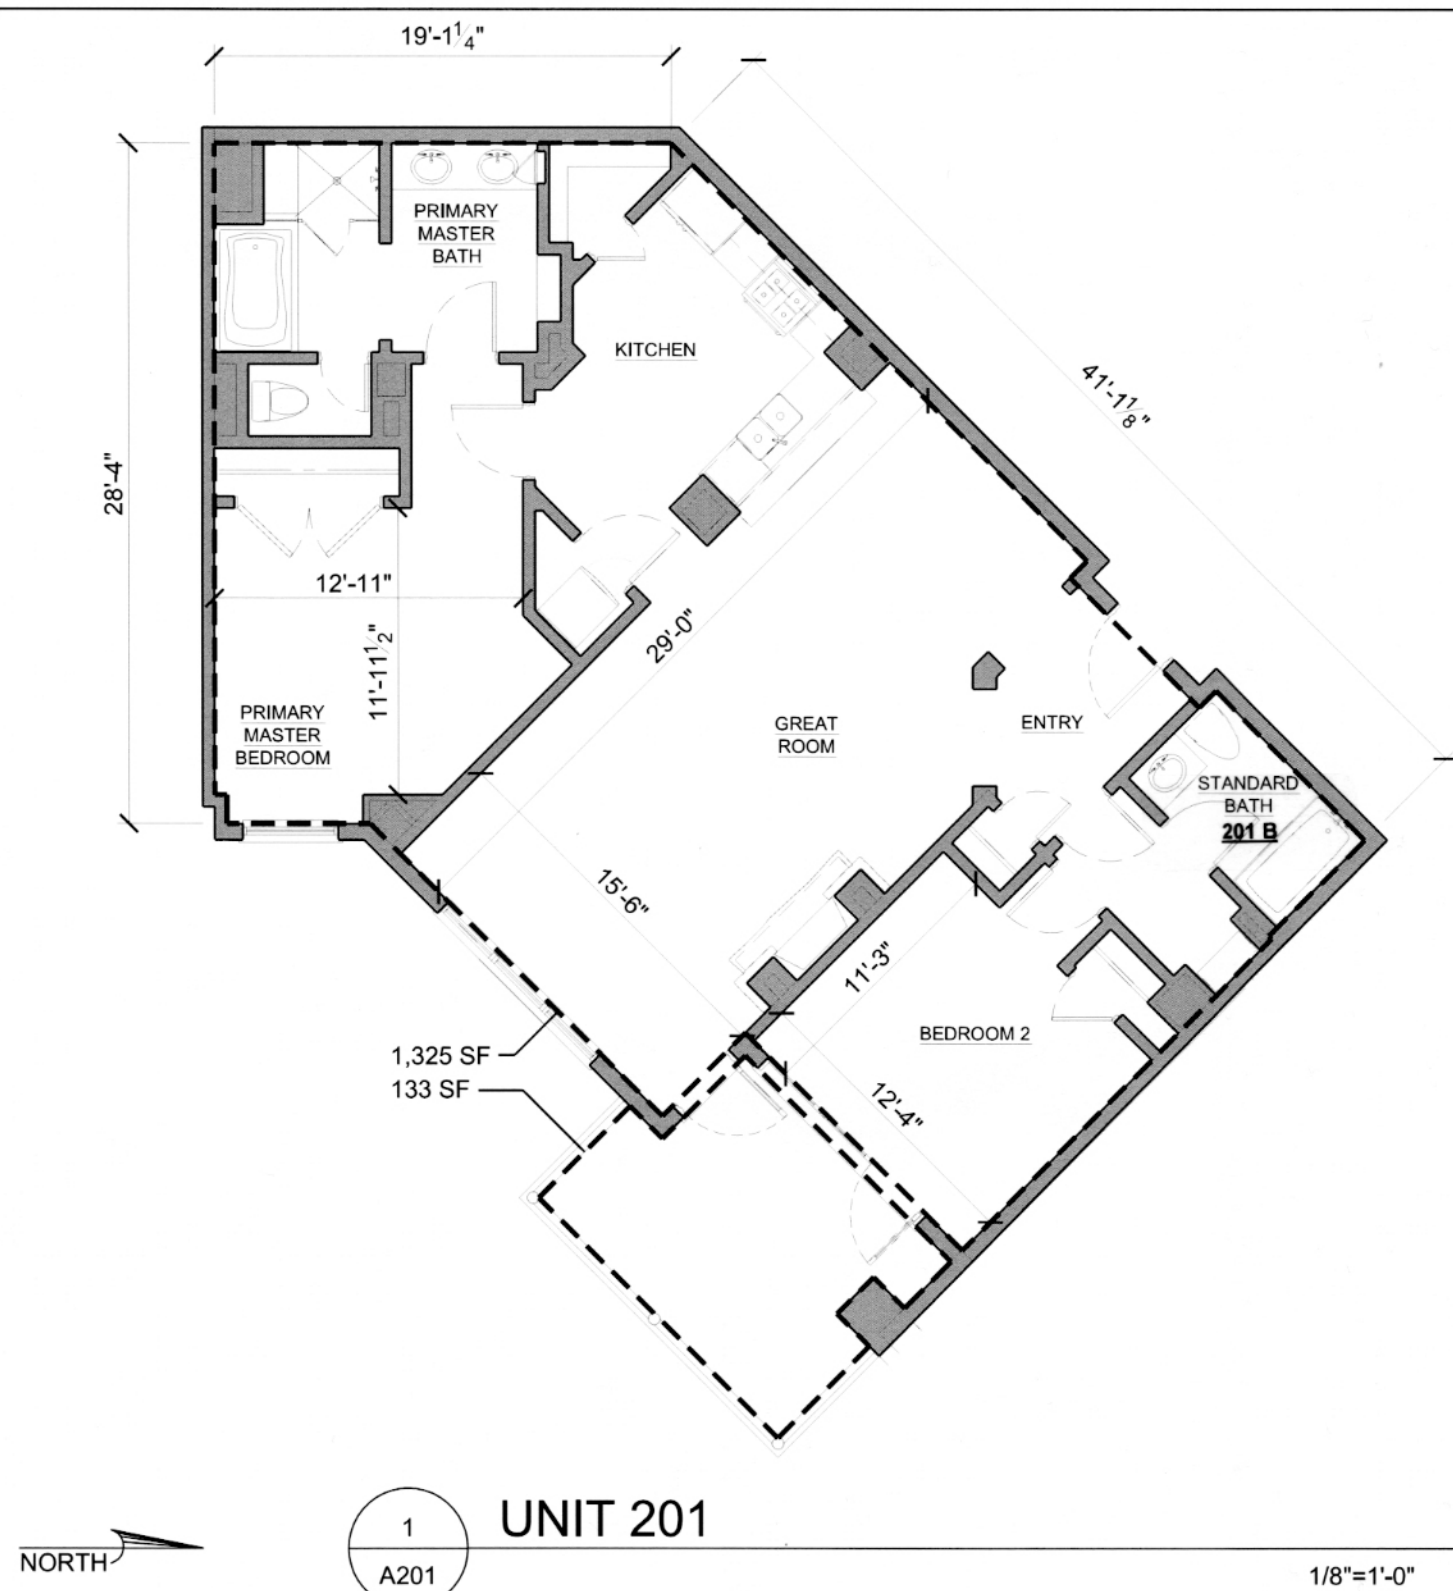 19'-1 1/4"
PRIMARY
MASTER
BATH
KITCHEN
41'-1 1/8"
28'-4"
12'-11"
11'-11 1/2"
29'-0"
PRIMARY
MASTER
BEDROOM
GREAT
ROOM
ENTRY
STANDARD
BATH
201 B
15'-6"
11'-3"
BEDROOM 2
12'-4"
1,325 SF
133 SF
NORTH
1
A201
UNIT 201
1/8"=1'-0"